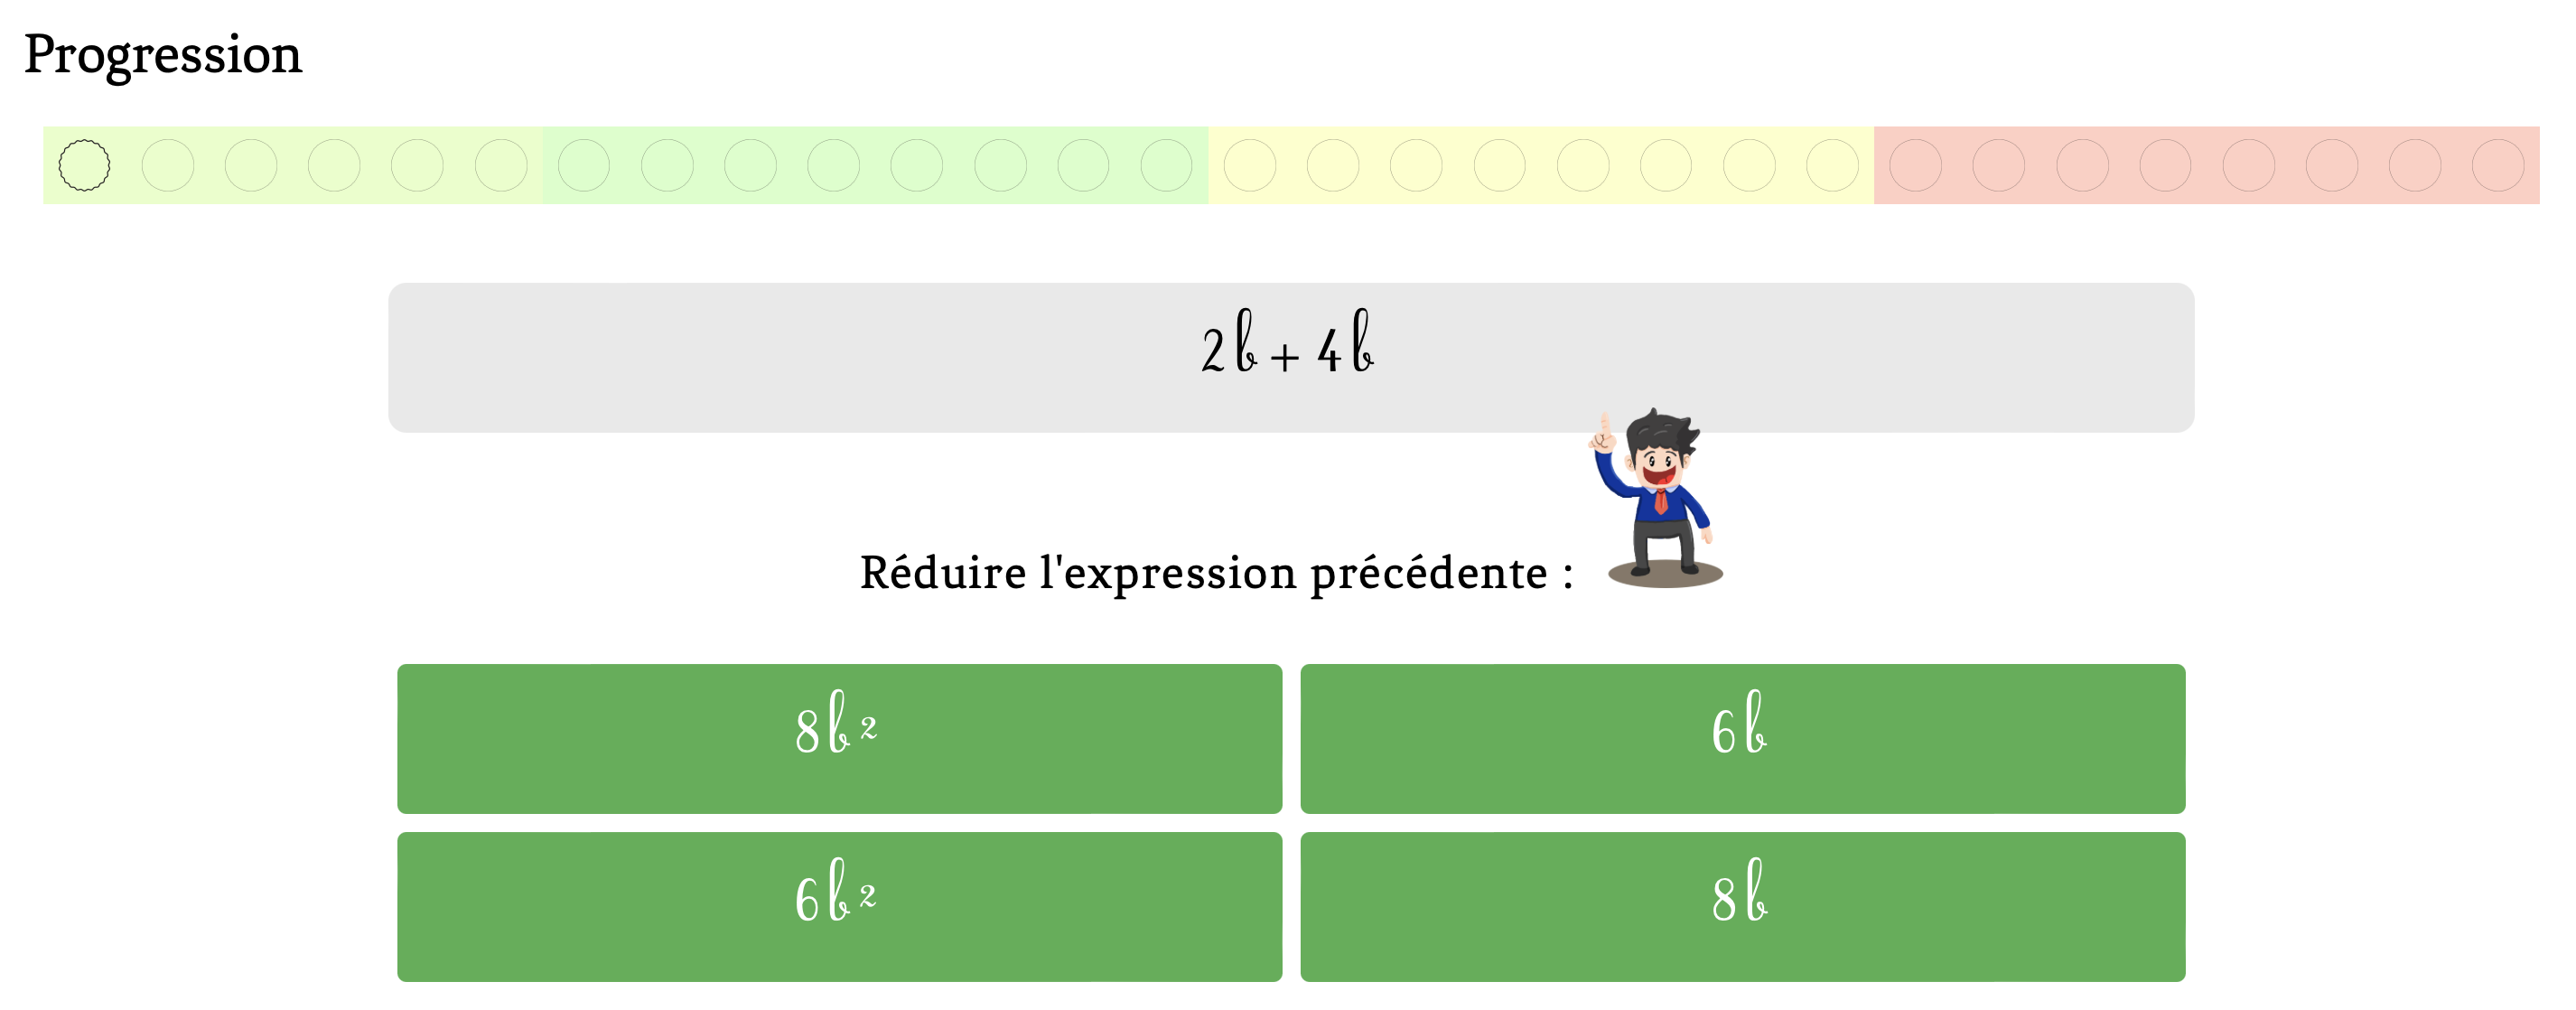 Progression
2b + 4b
Réduire l'expression précédente :
8b²
6b
6b²
8b